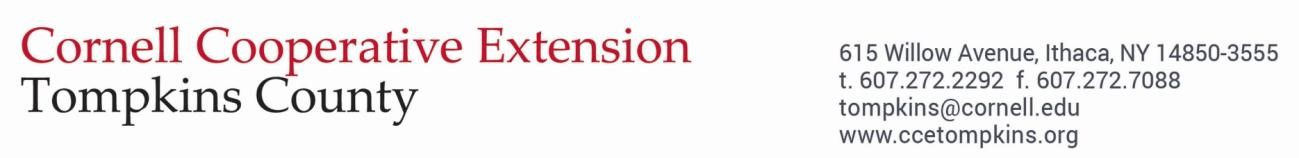 Cornell Cooperative Extension
Tompkins County
615 Willow Avenue, Ithaca, NY 14850-3555
t. 607.272.2292 f. 607.272.7088
tompkins@cornell.edu
www.ccetompkins.org